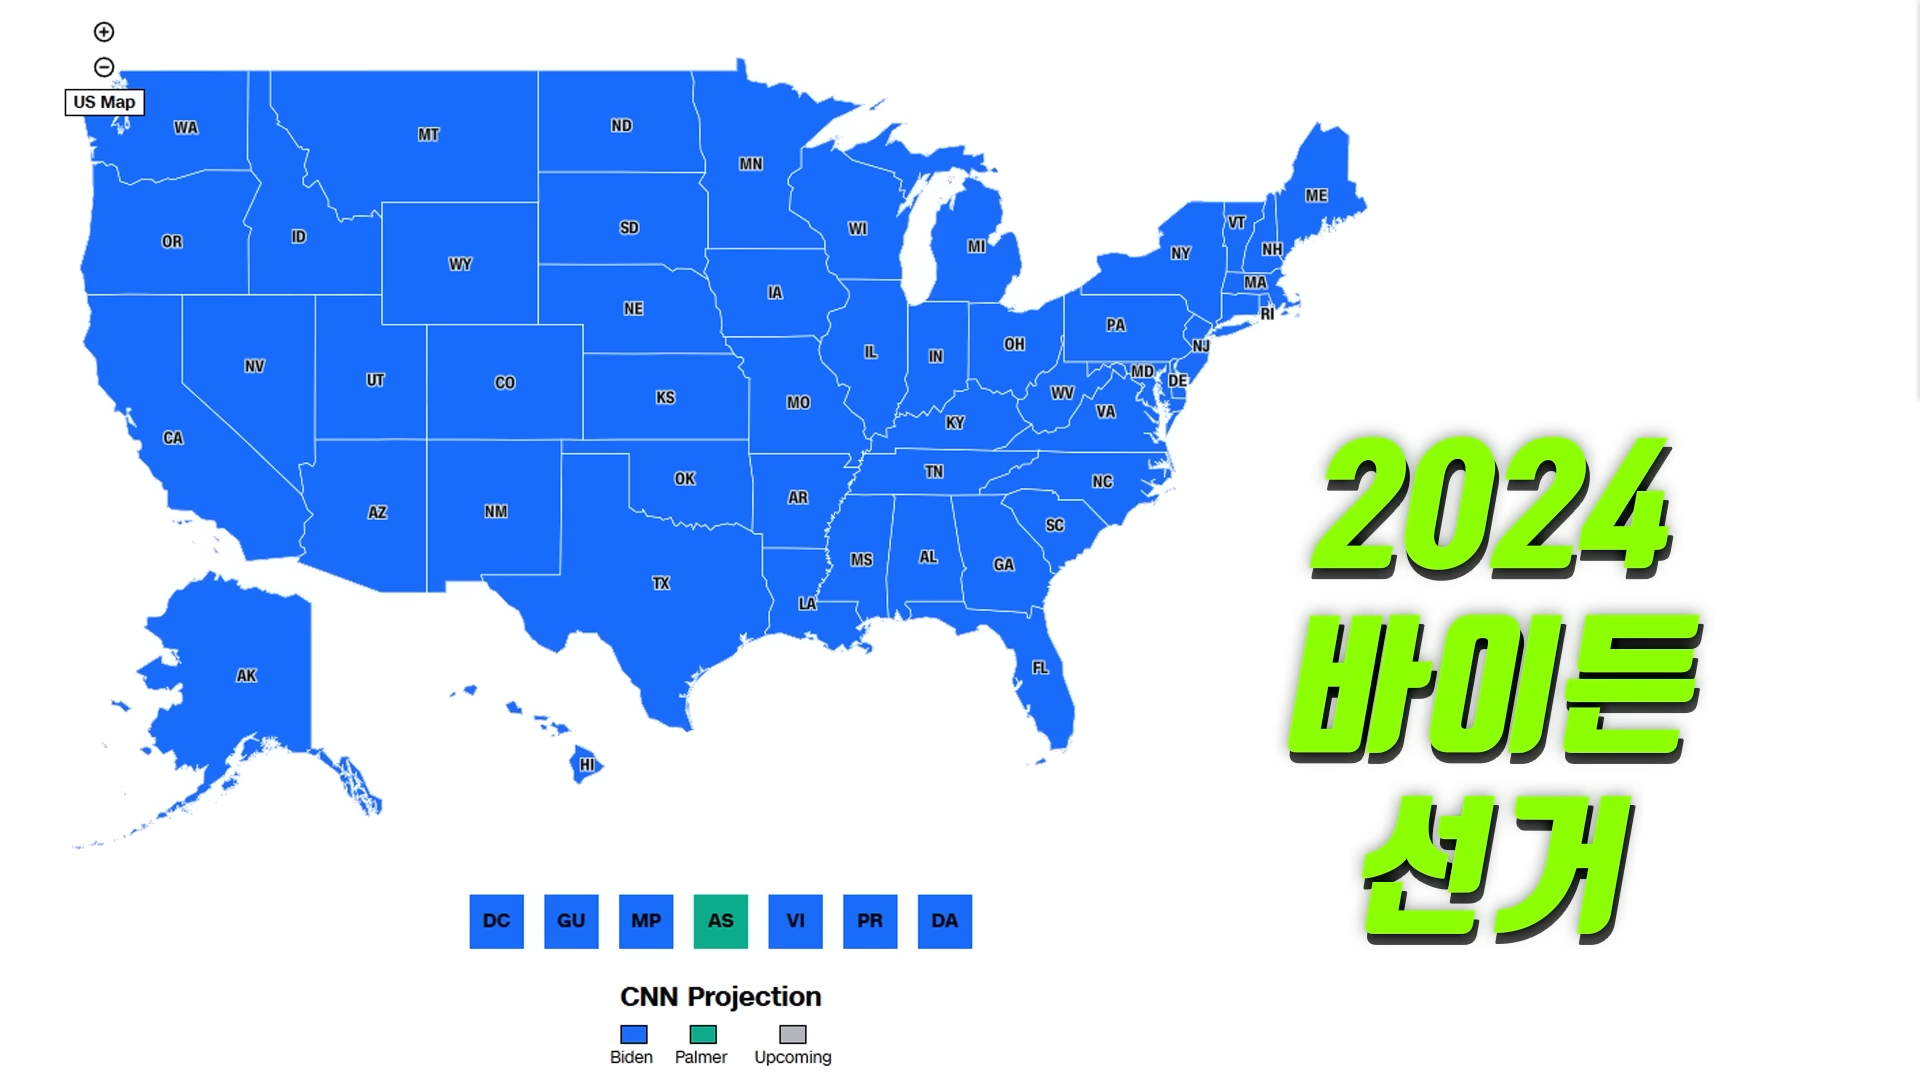 US Map
WA
MT
ND
MN
ME
OR
ID
WY
SD
WI
MI
NY
VT
NH
MA
RI
NV
UT
CO
NE
IA
IL
IN
OH
PA
NJ
CA
KS
MO
KY
WV
VA
MD
DE
AZ
NM
OK
AR
TN
NC
SC
TX
LA
MS
AL
GA
FL
AK
HI
2024
바이든
선거
DC GU MP AS VI PR DA
CNN Projection
Biden Palmer Upcoming